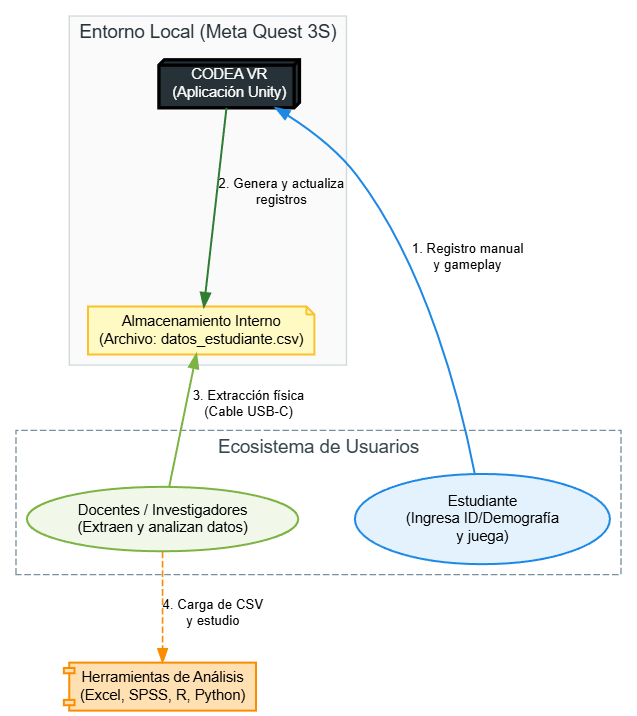 Entorno Local (Meta Quest 3S)
CODEA VR
(Aplicación Unity)
2. Genera y actualiza
registros
1. Registro manual
y gameplay
Almacenamiento Interno
(Archivo: datos_estudiante.csv)
3. Extracción física
(Cable USB-C)
Ecosistema de Usuarios
Docentes / Investigadores
(Extraen y analizan datos)
Estudiante
(Ingresa ID/Demografía
y juega)
4. Carga de CSV
y estudio
Herramientas de Análisis
(Excel, SPSS, R, Python)